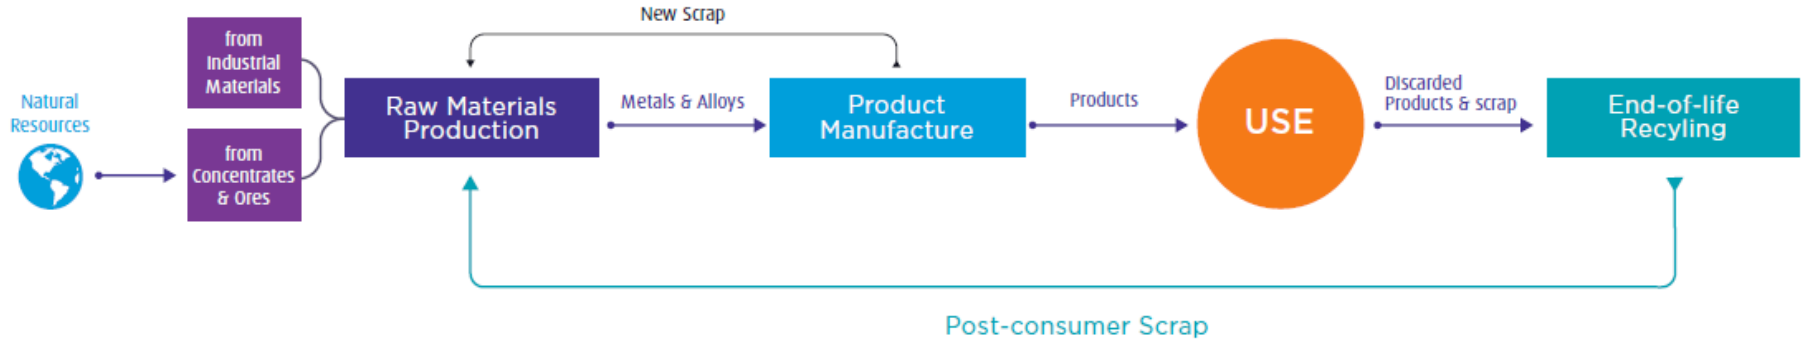 New Scrap
from
Industrial
Materials
Natural
Resources
from
Concentrates
& Ores
Raw Materials
Production
Metals & Alloys
Product
Manufacture
Products
USE
Discarded
Products & scrap
End-of-life
Recyling
Post-consumer Scrap